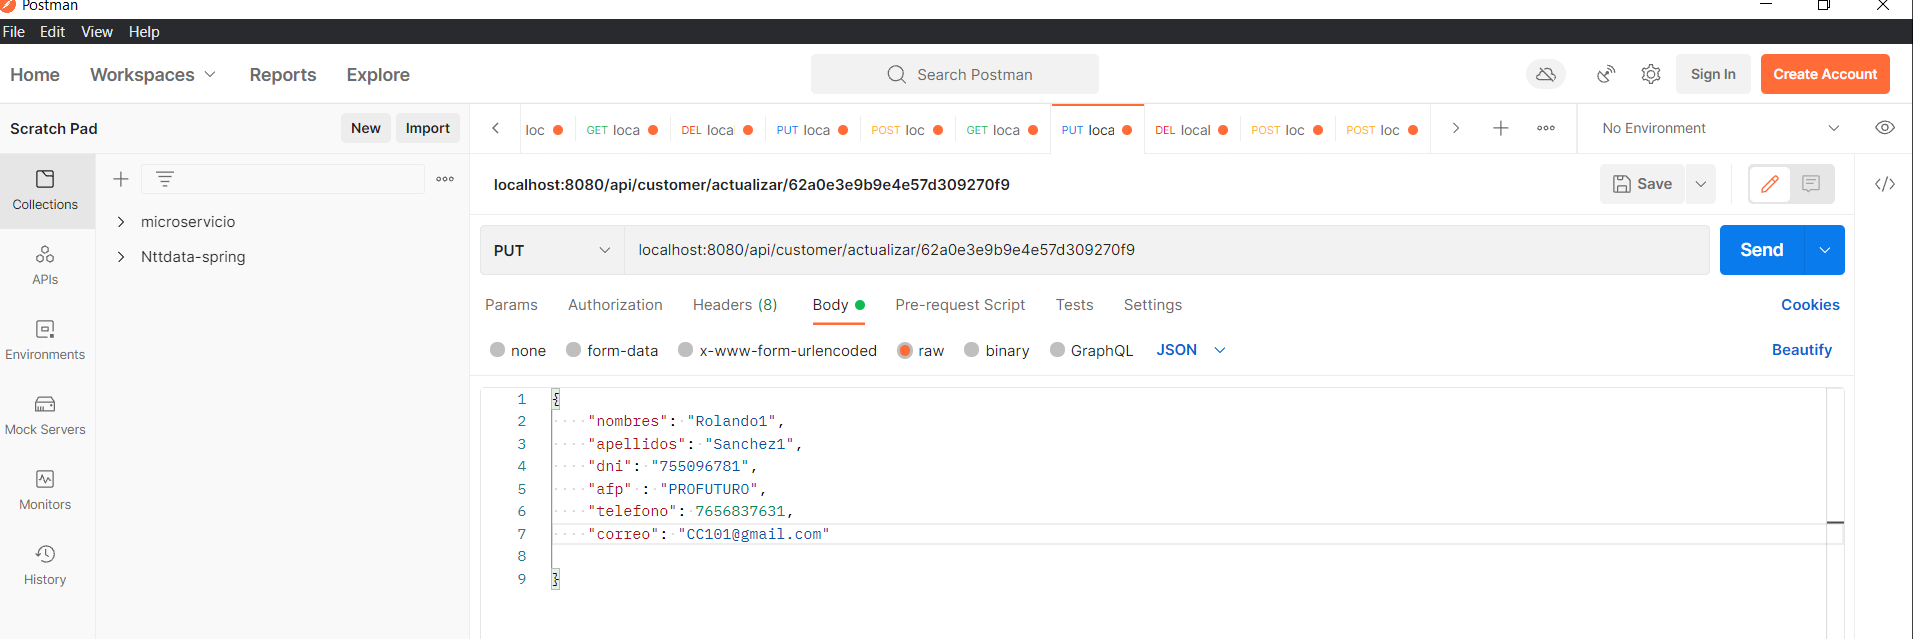 Postman
File Edit View Help
Home Workspaces Reports Explore Search Postman Sign In Create Account
Scratch Pad New Import
loc GET loca DEL loca PUT loca POST loc GET loca PUT loca DEL local POST loc POST loc No Environment
localhost:8080/api/customer/actualizar/62a0e3e9b9e4e57d309270f9 Save
Collections
APIs
Environments
Mock Servers
Monitors
History
microservicio
Nttdata-spring
PUT localhost:8080/api/customer/actualizar/62a0e3e9b9e4e57d309270f9 Send
Params Authorization Headers (8) Body Pre-request Script Tests Settings Cookies
none form-data x-www-form-urlencoded raw binary GraphQL JSON Beautify
1 {
2 "nombres": "Rolando1",
3 "apellidos": "Sanchez1",
4 "dni": "755096781",
5 "afp" : "PROFUTURO",
6 "telefono": 7656837631,
7 "correo": "CC101@gmail.com"
8
9 }